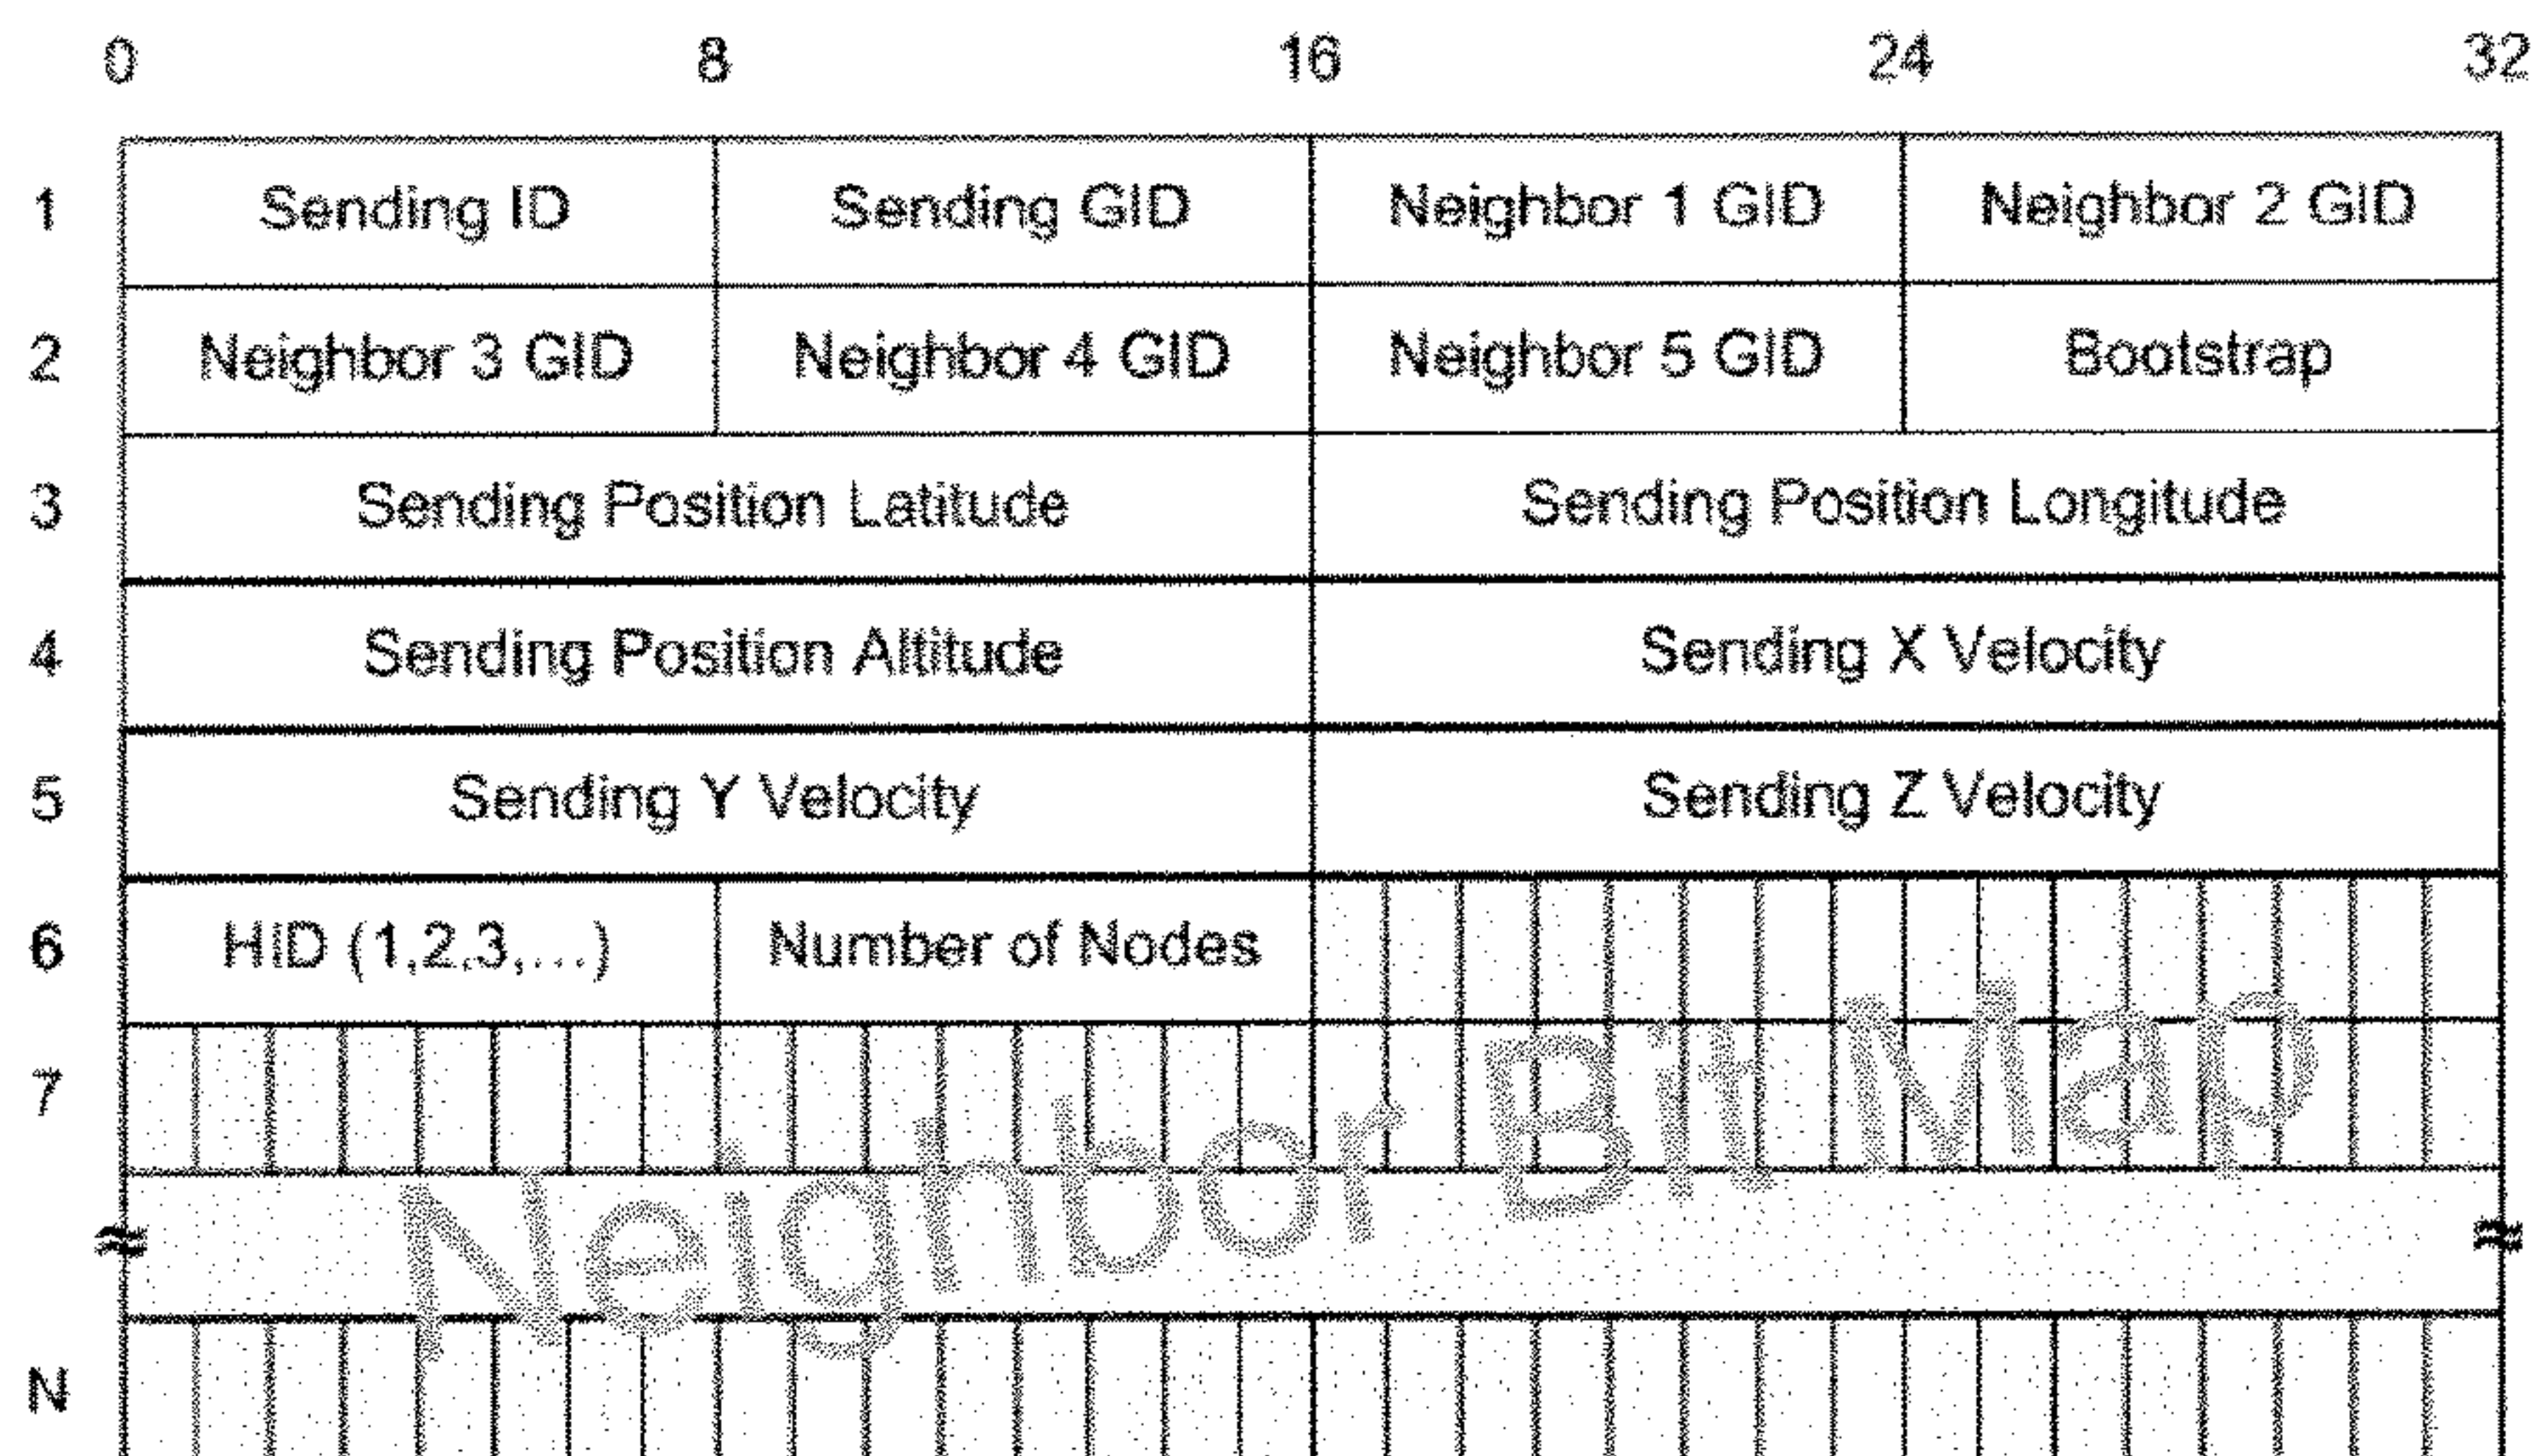 0 8 16 24 32
1 Sending ID Sending GID Neighbor 1 GID Neighbor 2 GID
2 Neighbor 3 GID Neighbor 4 GID Neighbor 5 GID Bootstrap
3 Sending Position Latitude Sending Position Longitude
4 Sending Position Altitude Sending X Velocity
5 Sending Y Velocity Sending Z Velocity
6 HID (1,2,3,...) Number of Nodes
7
Neighbor Bit Map
N